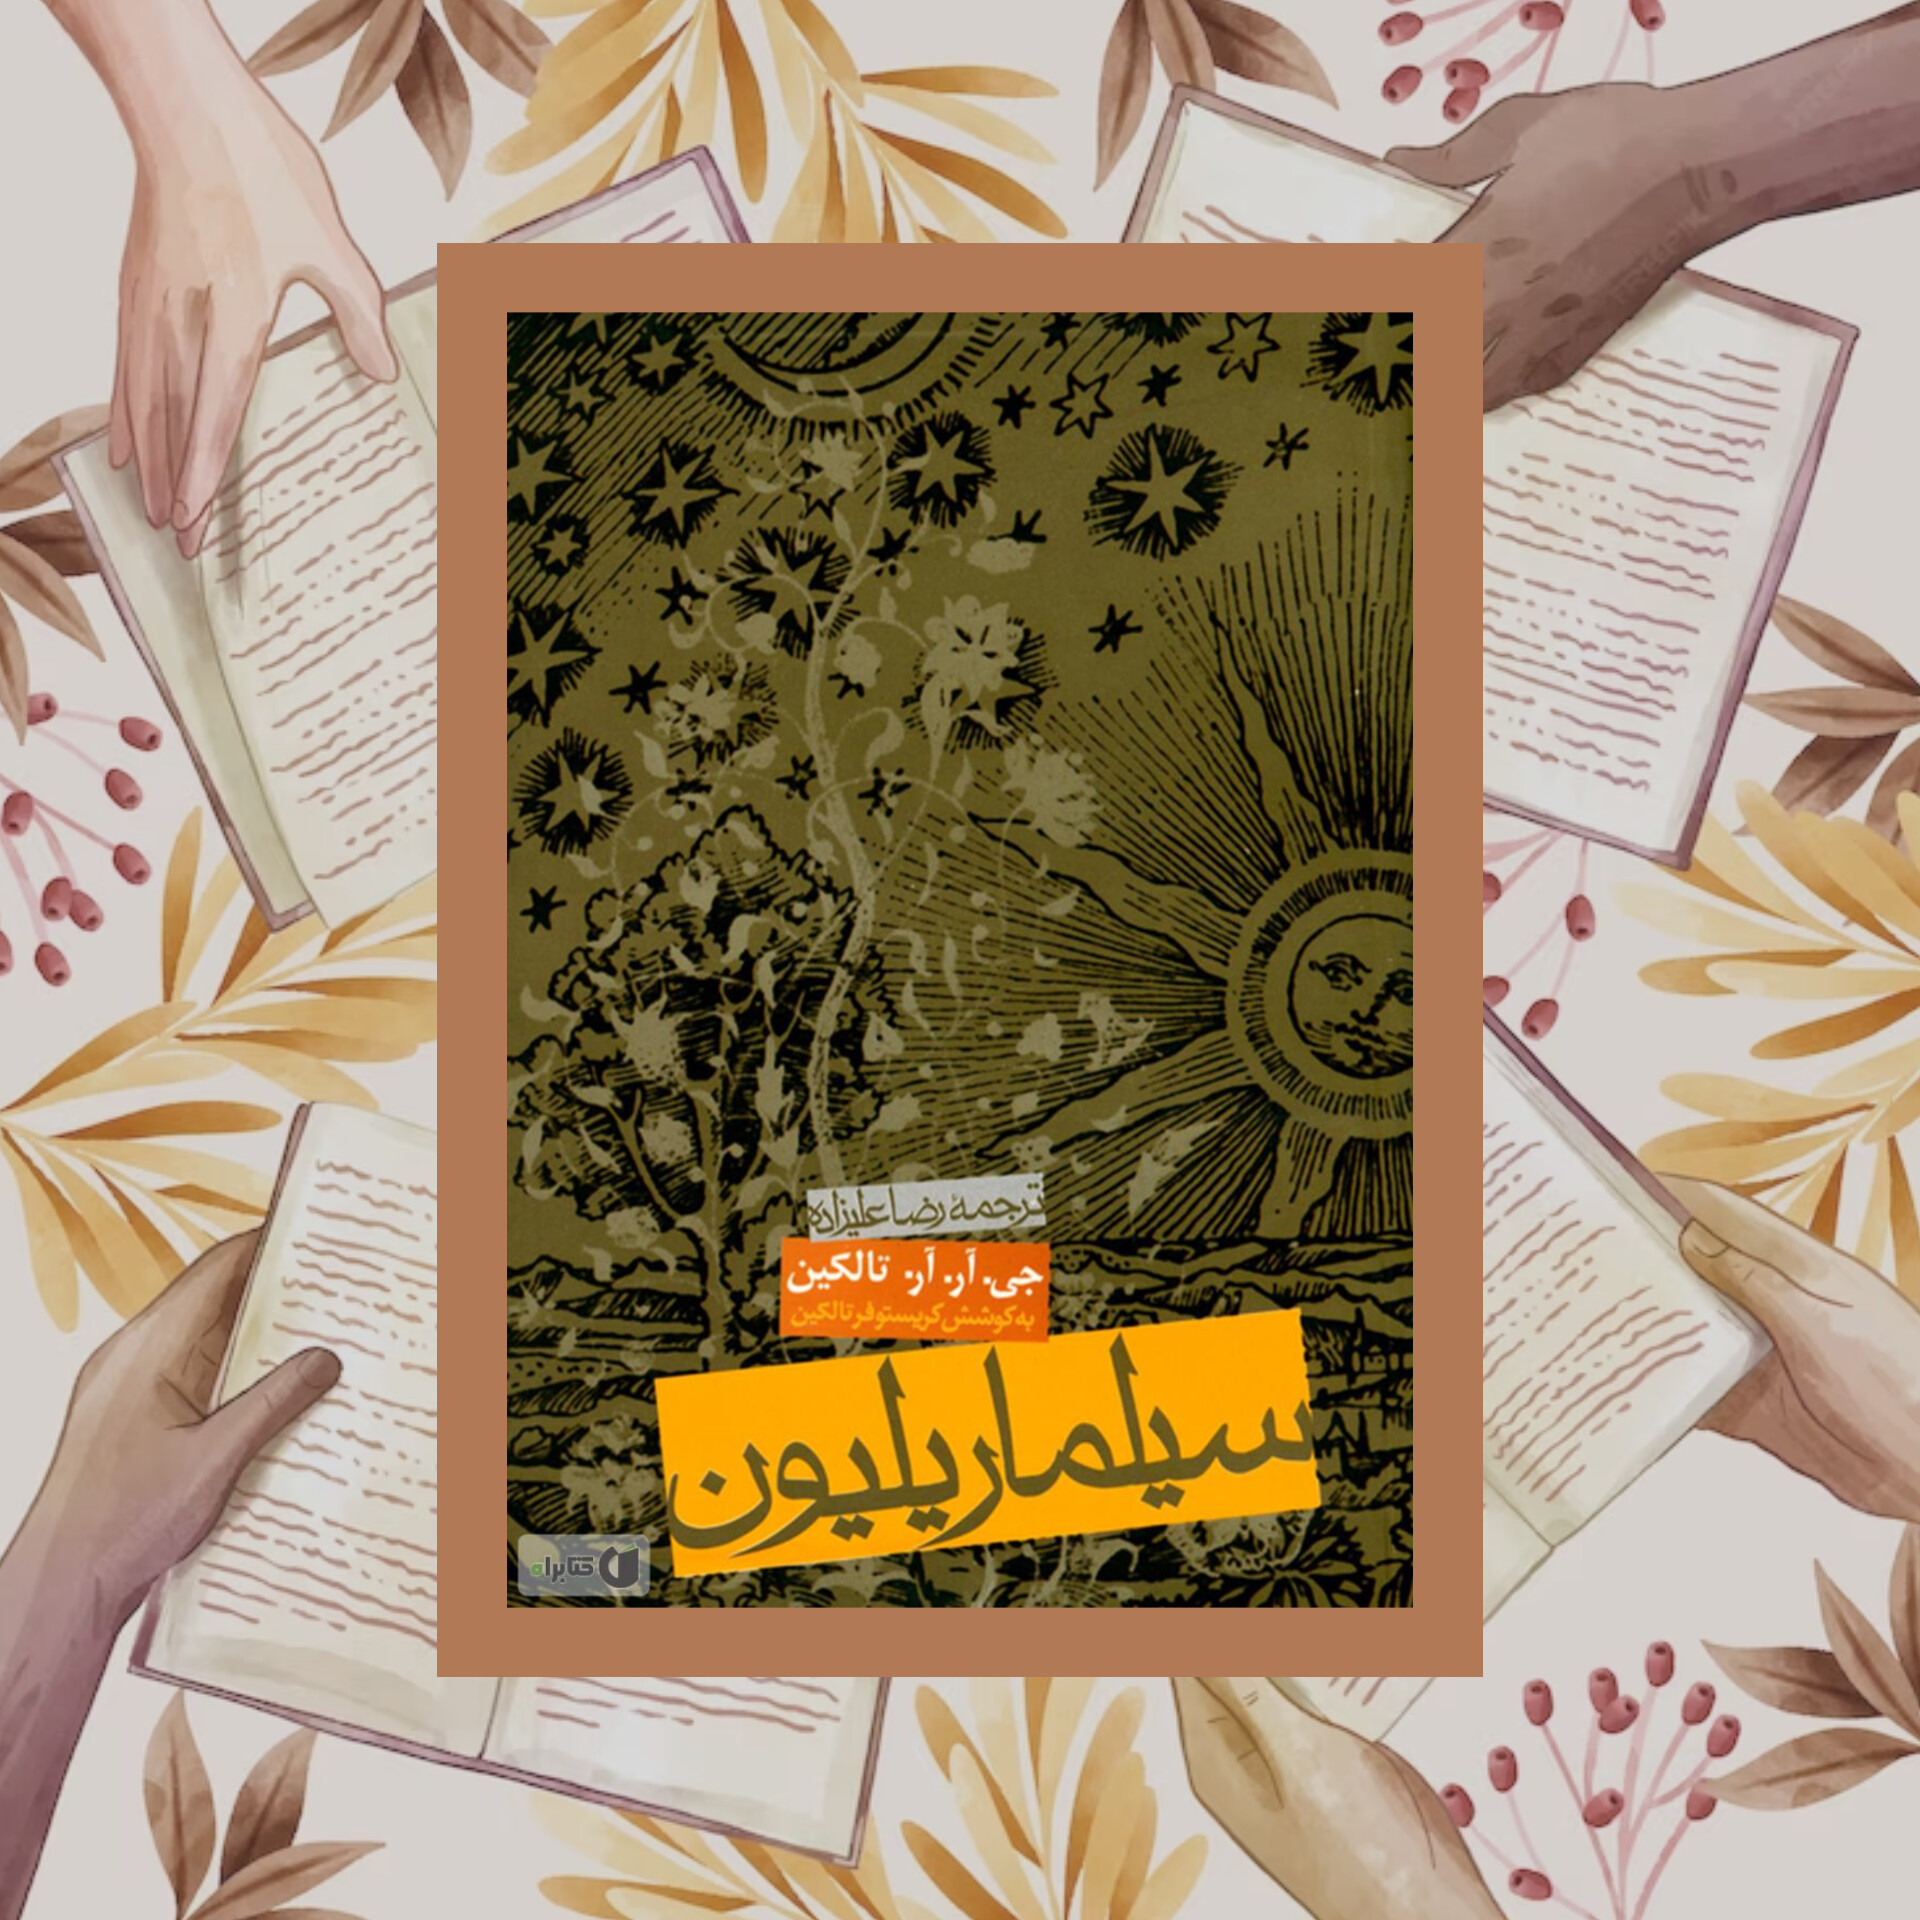 ترجمهٔ رضا علیزاده
جی. آر. آر. تالکین
به کوشش کریستوفر تالکین
سیلماریلیون
کتابراه